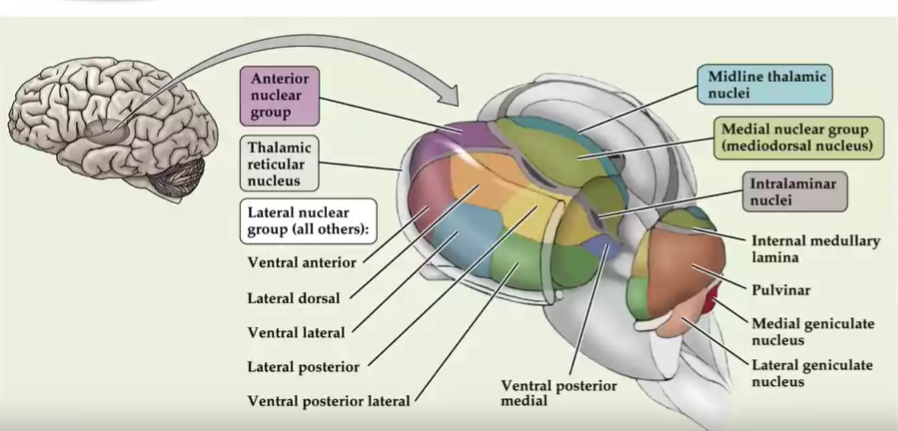 Anterior
nuclear
group
Thalamic
reticular
nucleus
Lateral nuclear
group (all others):
Ventral anterior
Lateral dorsal
Ventral lateral
Lateral posterior
Ventral posterior lateral
Ventral posterior
medial
Midline thalamic
nuclei
Medial nuclear group
(mediodorsal nucleus)
Intralaminar
nuclei
Internal medullary
lamina
Pulvinar
Medial geniculate
nucleus
Lateral geniculate
nucleus